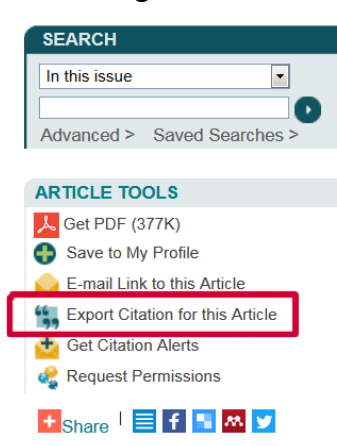 SEARCH
In this issue
Advanced > Saved Searches >
ARTICLE TOOLS
Get PDF (377K)
Save to My Profile
E-mail Link to this Article
Export Citation for this Article
Get Citation Alerts
Request Permissions
Share